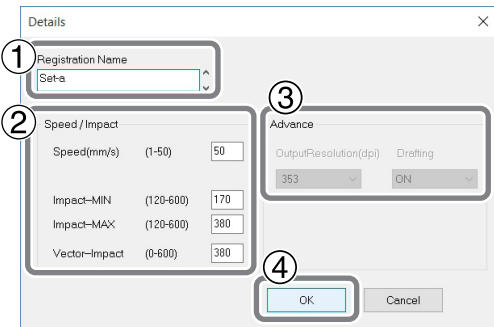 Details
①
Registration Name
Set-a
②
Speed / Impact
Speed(mm/s) (1-50) 50
Impact—MIN (120-600) 170
Impact—MAX (120-600) 380
Vector—Impact (0-600) 380
③
Advance
OutputResolution(dpi) Drafting
353 ON
④
OK Cancel